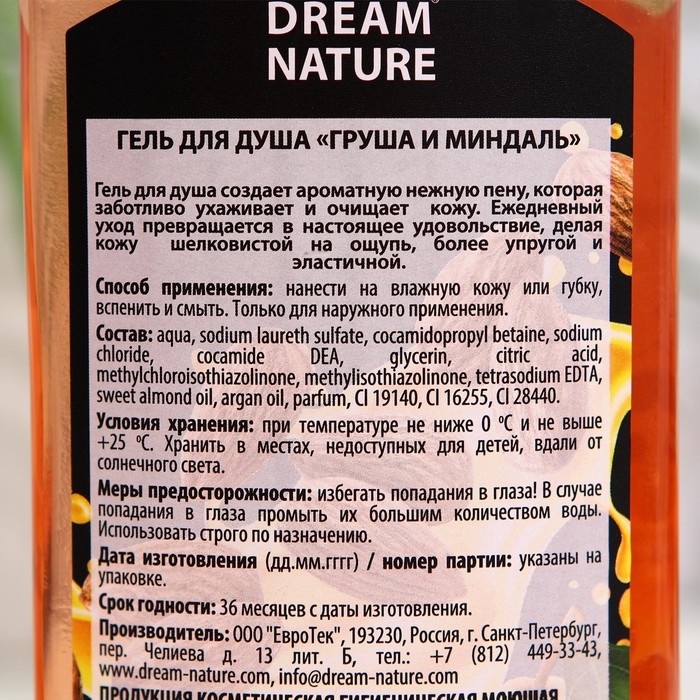 DREAM
NATURE
ГЕЛЬ ДЛЯ ДУША «ГРУША И МИНДАЛЬ»
Гель для душа создает ароматную нежную пену, которая
заботливо ухаживает и очищает кожу. Ежедневный
уход превращается в настоящее удовольствие, делая
кожу шелковистой на ощупь, более упругой и
эластичной.
Способ применения: нанести на влажную кожу или губку,
вспенить и смыть. Только для наружного применения.
Состав: aqua, sodium laureth sulfate, cocamidopropyl betaine, sodium
chloride, cocamide DEA, glycerin, citric acid,
methylchloroisothiazolinone, methylisothiazolinone, tetrasodium EDTA,
sweet almond oil, argan oil, parfum, CI 19140, CI 16255, CI 28440.
Условия хранения: при температуре не ниже 0 ⁰С и не выше
+25 ⁰С. Хранить в местах, недоступных для детей, вдали от
солнечного света.
Меры предосторожности: избегать попадания в глаза! В случае
попадания в глаза промыть их большим количеством воды.
Использовать строго по назначению.
Дата изготовления (дд.мм.гггг) / номер партии: указаны на
упаковке.
Срок годности: 36 месяцев с даты изготовления.
Производитель: ООО "ЕвроТек", 193230, Россия, г. Санкт-Петербург,
пер. Челиева д. 13 лит. Б, тел.: +7 (812) 449-33-43,
www.dream-nature.com, info@dream-nature.com
ПРОДУКЦИЯ КОСМЕТИЧЕСКАЯ ГИГИЕНИЧЕСКАЯ МОЮЩАЯ